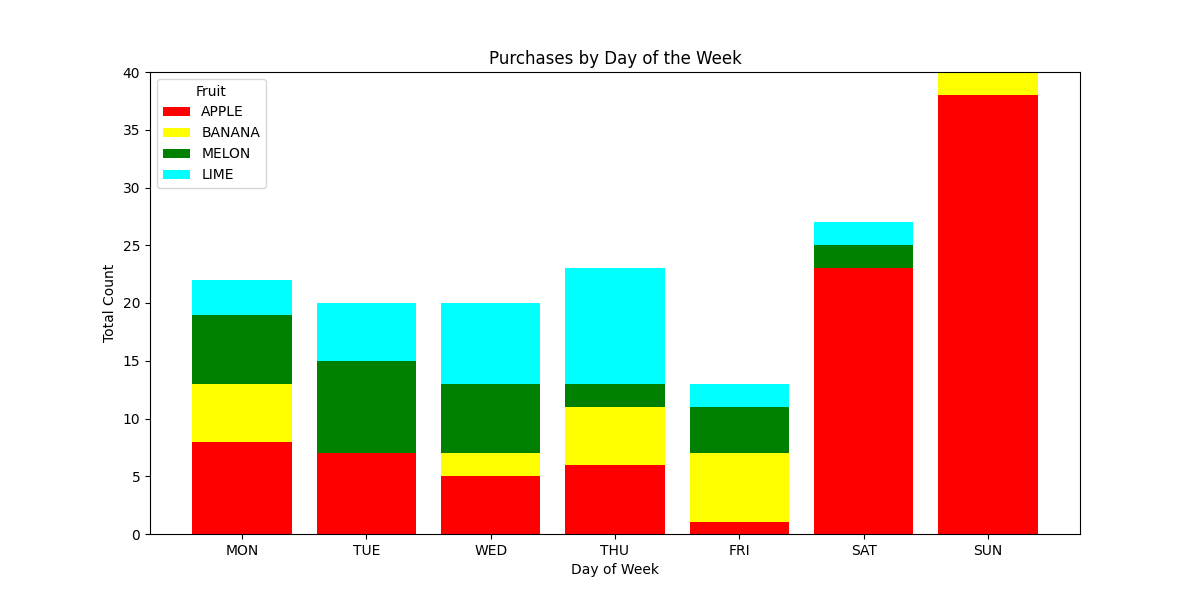 Purchases by Day of the Week
Fruit
APPLE
BANANA
MELON
LIME
Total Count
40
35
30
25
20
15
10
5
0
MON TUE WED THU FRI SAT SUN
Day of Week